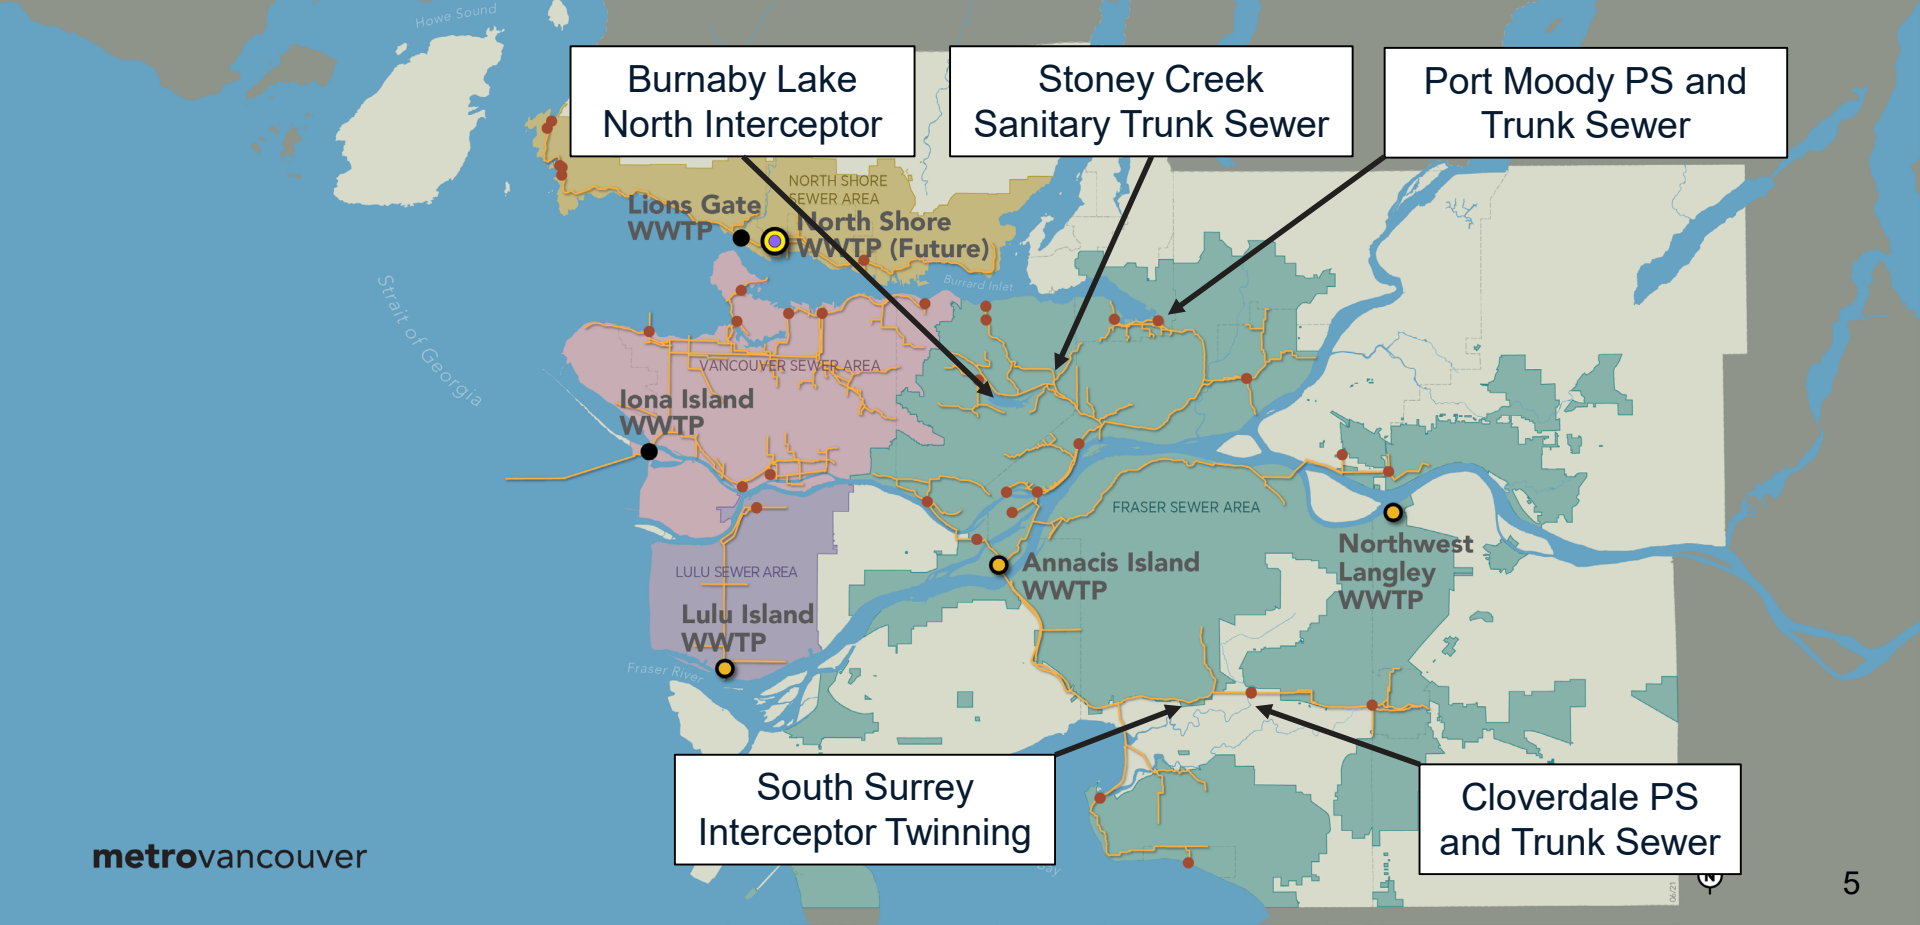 Howe Sound
Burnaby Lake
North Interceptor
Stoney Creek
Sanitary Trunk Sewer
Port Moody PS and
Trunk Sewer
NORTH SHORE
SEWER AREA
Lions Gate
WWTP
North Shore
WWTP (Future)
Burrard Inlet
Strait of Georgia
VANCOUVER SEWER AREA
Iona Island
WWTP
FRASER SEWER AREA
Northwest
Langley
WWTP
Annacis Island
WWTP
LULU SEWER AREA
Lulu Island
WWTP
Fraser River
South Surrey
Interceptor Twinning
Cloverdale PS
and Trunk Sewer
metrovancouver
Bay
N
06/21
5